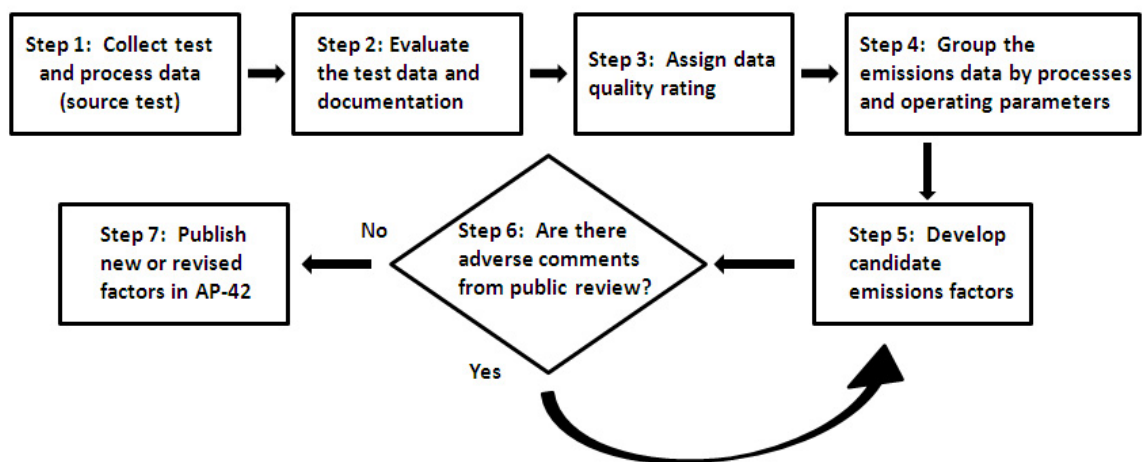 Step 1: Collect test
and process data
(source test)
Step 2: Evaluate
the test data and
documentation
Step 3: Assign data
quality rating
Step 4: Group the
emissions data by processes
and operating parameters
Step 5: Develop
candidate
emissions factors
Step 6: Are there
adverse comments
from public review?
No
Step 7: Publish
new or revised
factors in AP-42
Yes